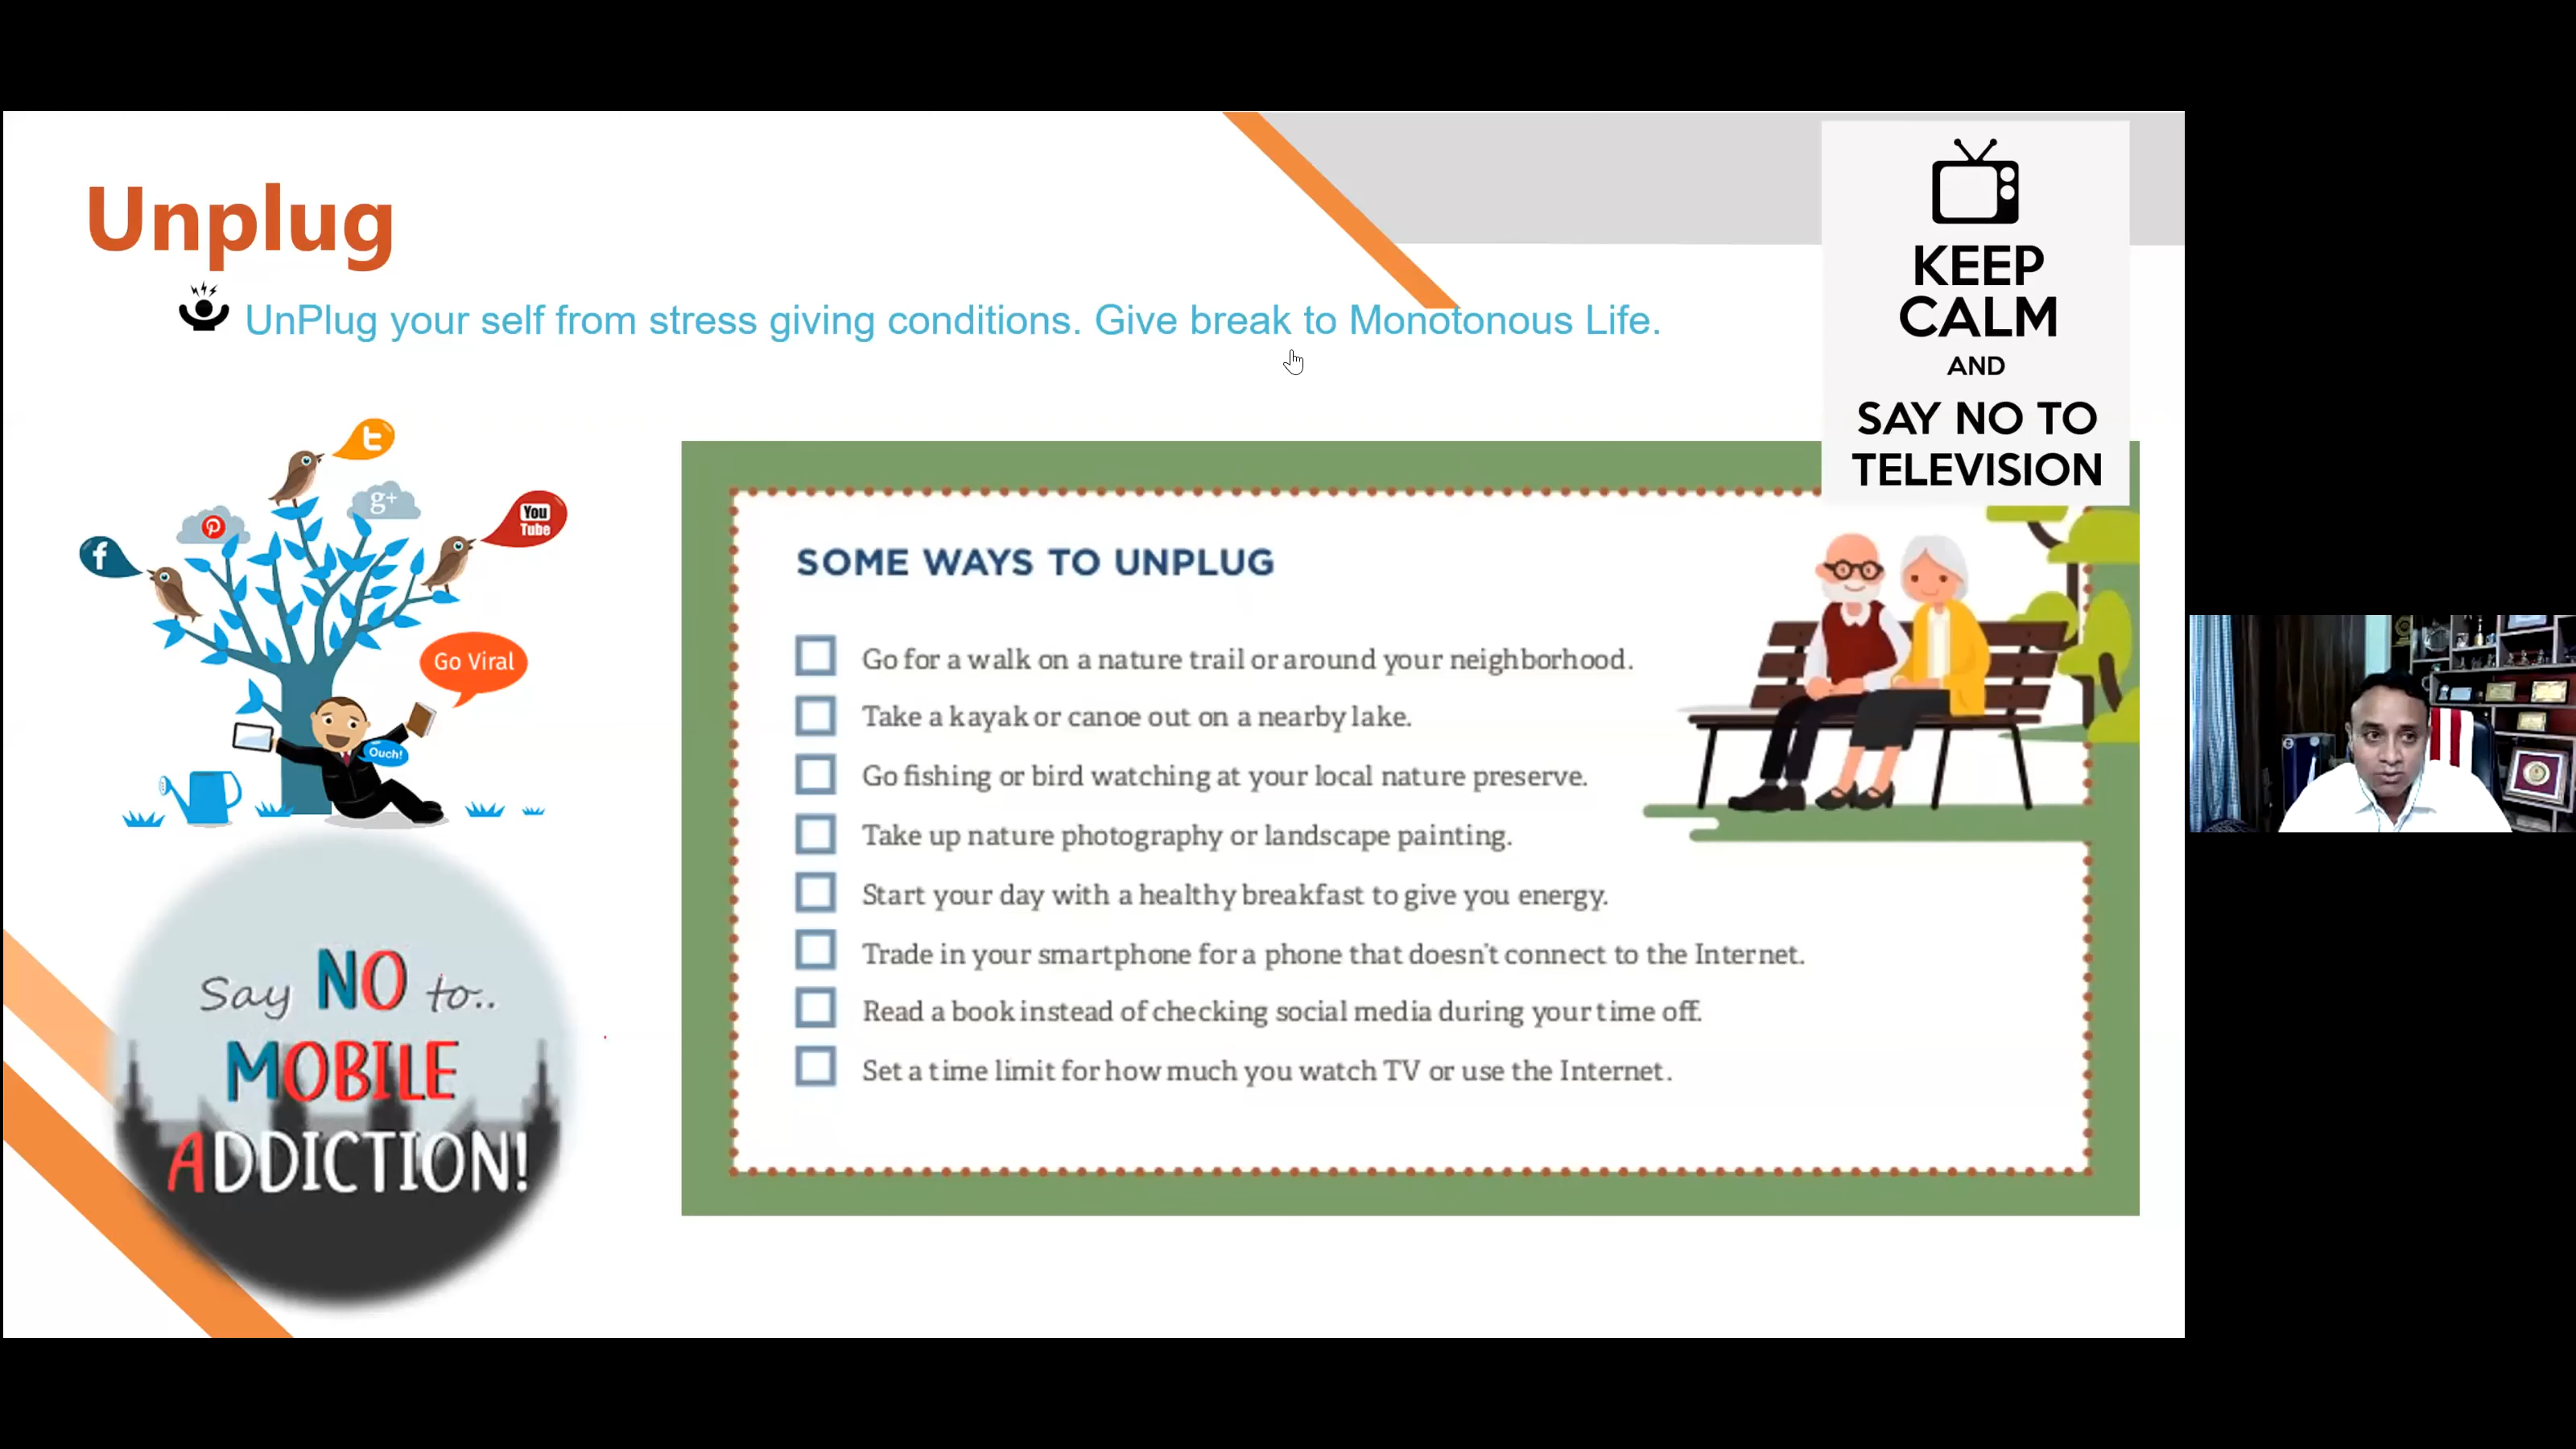 Unplug
UnPlug your self from stress giving conditions. Give break to Monotonous Life.
KEEP
CALM
AND
SAY NO TO
TELEVISION
t
g+
You
Tube
f
Go Viral
Ouch!
Say NO to..
MOBILE
ADDICTION!
SOME WAYS TO UNPLUG
Go for a walk on a nature trail or around your neighborhood.
Take a kayak or canoe out on a nearby lake.
Go fishing or bird watching at your local nature preserve.
Take up nature photography or landscape painting.
Start your day with a healthy breakfast to give you energy.
Trade in your smartphone for a phone that doesn't connect to the Internet.
Read a book instead of checking social media during your time off.
Set a time limit for how much you watch TV or use the Internet.